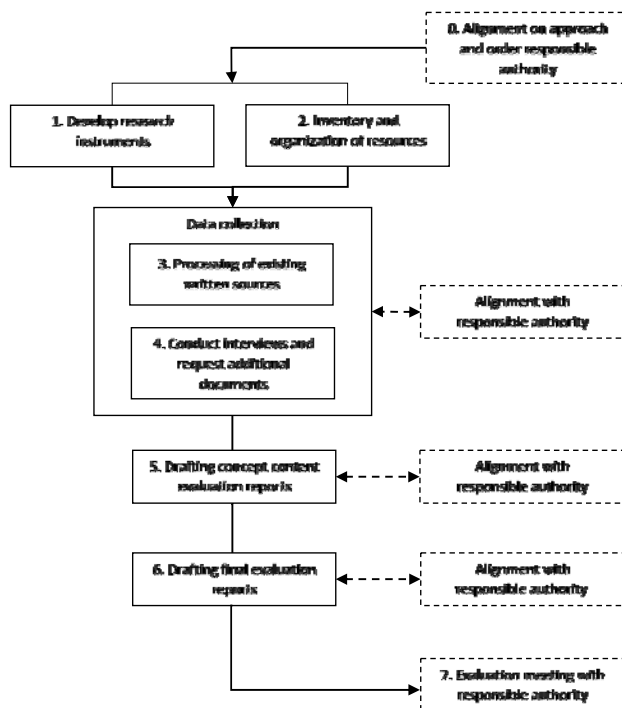 0. Alignment on approach
and order responsible
authority
1. Develop research
instruments
2. Inventory and
organization of resources
Data collection
3. Processing of existing
written sources
Alignment with
responsible authority
4. Conduct interviews and
request additional
documents
5. Drafting concept content
evaluation reports
Alignment with
responsible authority
6. Drafting final evaluation
reports
Alignment with
responsible authority
7. Evaluation meeting with
responsible authority